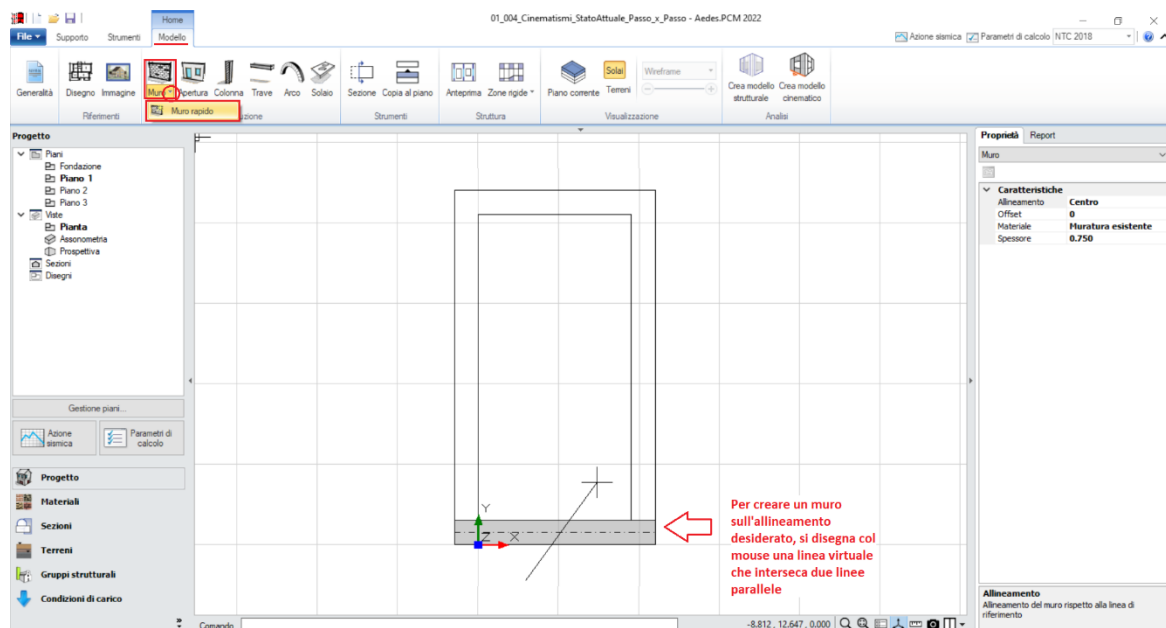 01_004_Cinematismi_StatoAttuale_Passo_x_Passo - Aedes.PCM 2022
Home
File Supporto Strumenti Modello
Azione sismica Parametri di calcolo NTC 2018
Generalità Disegno Immagine Muro Apertura Colonna Trave Arco Solaio Sezione Copia al piano Anteprima Zone rigide Piano corrente Solai Terreni Wireframe Crea modello strutturale Crea modello cinematico
Muro rapido
Riferimenti Strumenti Struttura Visualizzazione Analisi
Progetto
Piani
Fondazione
Piano 1
Piano 2
Piano 3
Viste
Pianta
Assonometria
Prospettiva
Sezioni
Disegni
Gestione piani...
Azione sismica
Parametri di calcolo
Progetto
Materiali
Sezioni
Terreni
Gruppi strutturali
Condizioni di carico
Y
Z X
Per creare un muro
sull'allineamento
desiderato, si disegna col
mouse una linea virtuale
che interseca due linee
parallele
Proprietà Report
Muro
Caratteristiche
Allineamento Centro
Offset 0
Materiale Muratura esistente
Spessore 0.750
Allineamento
Allineamento del muro rispetto alla linea di
riferimento
Comando
-8.812 , 12.647 , 0.000